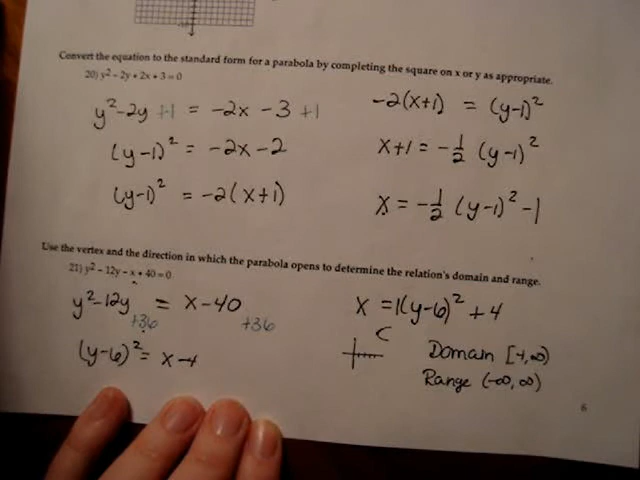 Convert the equation to the standard form for a parabola by completing the square on x or y as appropriate.
20) y² - 2y + 2x + 3 = 0
y² - 2y + 1 = -2x - 3 + 1
(y - 1)² = -2x - 2
(y - 1)² = -2(x + 1)
-2(x+1) = (y-1)²
x + 1 = -1/2 (y - 1)²
x = -1/2 (y - 1)² - 1
Use the vertex and the direction in which the parabola opens to determine the relation's domain and range.
21) y² - 12y - x + 40 = 0
y² - 12y +36 = x - 40 +36
(y - 6)² = x - 4
x = 1(y - 6)² + 4
Domain [4, ∞)
Range (-∞, ∞)
6